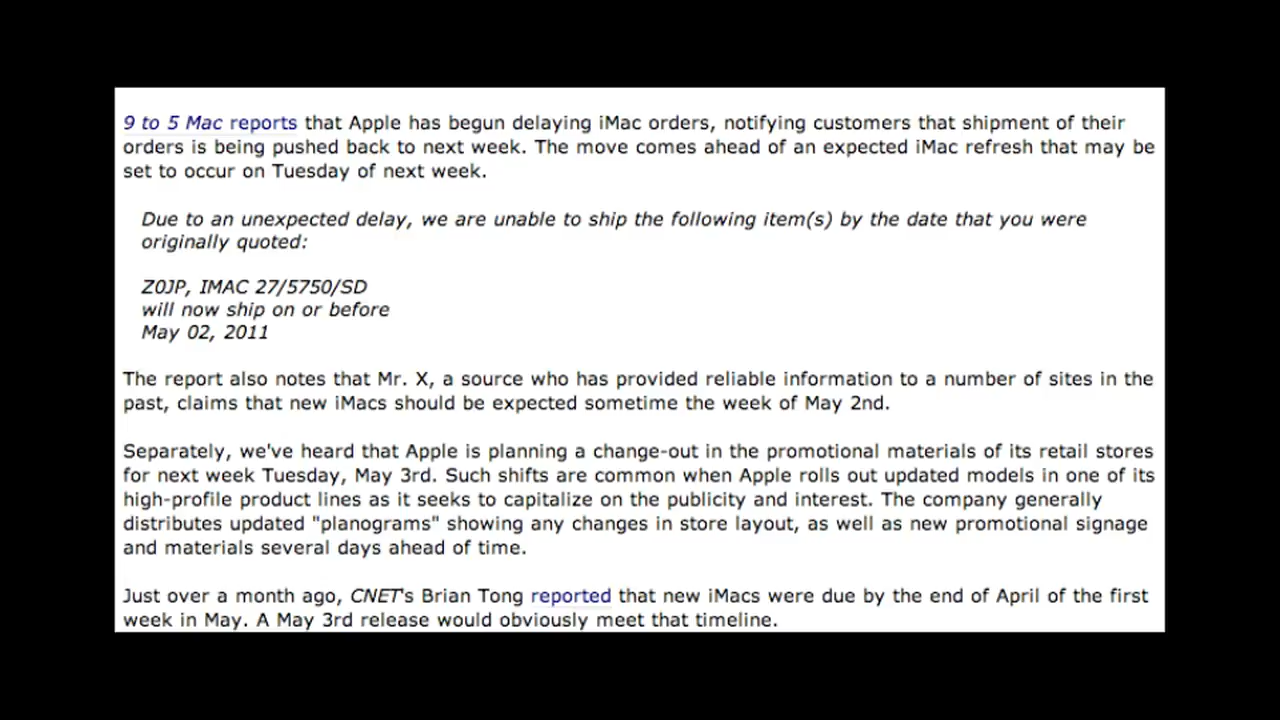 9 to 5 Mac reports that Apple has begun delaying iMac orders, notifying customers that shipment of their
orders is being pushed back to next week. The move comes ahead of an expected iMac refresh that may be
set to occur on Tuesday of next week.
Due to an unexpected delay, we are unable to ship the following item(s) by the date that you were
originally quoted:
Z0JP, IMAC 27/5750/SD
will now ship on or before
May 02, 2011
The report also notes that Mr. X, a source who has provided reliable information to a number of sites in the
past, claims that new iMacs should be expected sometime the week of May 2nd.
Separately, we've heard that Apple is planning a change-out in the promotional materials of its retail stores
for next week Tuesday, May 3rd. Such shifts are common when Apple rolls out updated models in one of its
high-profile product lines as it seeks to capitalize on the publicity and interest. The company generally
distributes updated "planograms" showing any changes in store layout, as well as new promotional signage
and materials several days ahead of time.
Just over a month ago, CNET's Brian Tong reported that new iMacs were due by the end of April of the first
week in May. A May 3rd release would obviously meet that timeline.